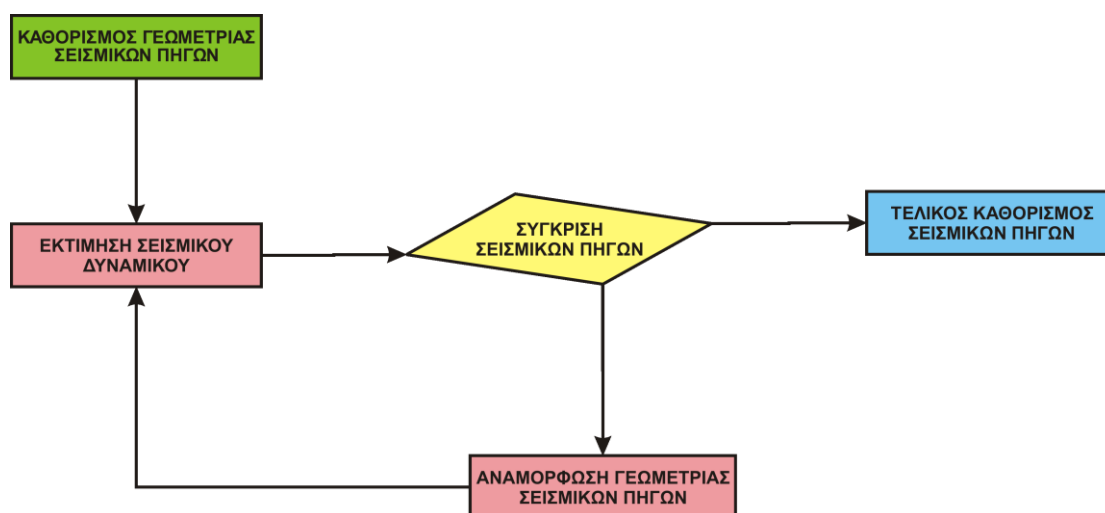 ΚΑΘΟΡΙΣΜΟΣ ΓΕΩΜΕΤΡΙΑΣ
ΣΕΙΣΜΙΚΩΝ ΠΗΓΩΝ
ΕΚΤΙΜΗΣΗ ΣΕΙΣΜΙΚΟΥ
ΔΥΝΑΜΙΚΟΥ
ΣΥΓΚΡΙΣΗ
ΣΕΙΣΜΙΚΩΝ ΠΗΓΩΝ
ΤΕΛΙΚΟΣ ΚΑΘΟΡΙΣΜΟΣ
ΣΕΙΣΜΙΚΩΝ ΠΗΓΩΝ
ΑΝΑΜΟΡΦΩΣΗ ΓΕΩΜΕΤΡΙΑΣ
ΣΕΙΣΜΙΚΩΝ ΠΗΓΩΝ